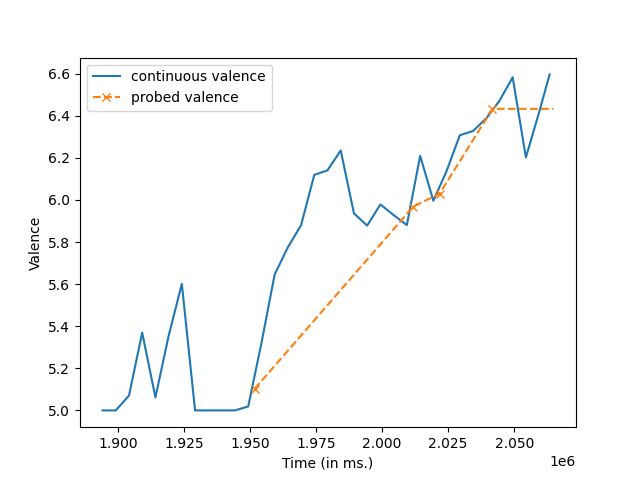 continuous valence
probed valence
6.6
6.4
6.2
6.0
5.8
5.6
5.4
5.2
5.0
Valence
1.900 1.925 1.950 1.975 2.000 2.025 2.050
Time (in ms.)
1e6